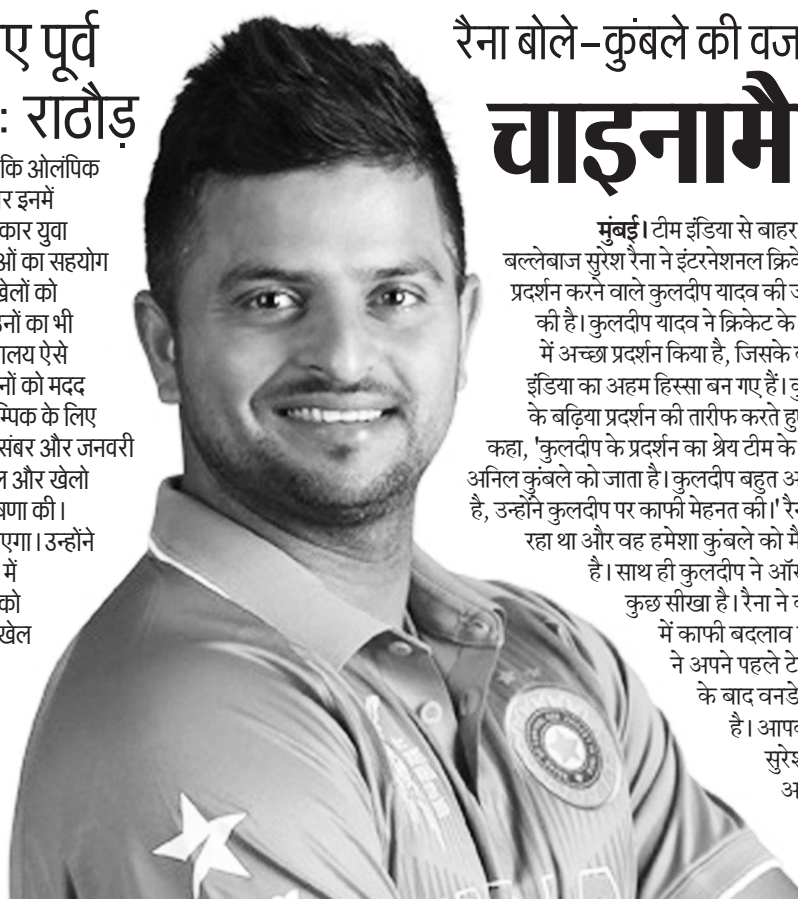 ए पूर्व
: राठौड़
कि ओलंपिक
र इनमें
कार युवा
ओं का सहयोग
खेलों को
नों का भी
ालय ऐसे
नों को मदद
म्पिक के लिए
संबर और जनवरी
न और खेलो
षणा की।
एगा। उन्होंने
में
को
खेल
रैना बोले–कुंबले की वज
चाइनामै
मुंबई। टीम इंडिया से बाहर
बल्लेबाज सुरेश रैना ने इंटरनेशनल क्रिके
प्रदर्शन करने वाले कुलदीप यादव की
की है। कुलदीप यादव ने क्रिकेट के
में अच्छा प्रदर्शन किया है, जिसके
इंडिया का अहम हिस्सा बन गए हैं।
के बढ़िया प्रदर्शन की तारीफ करते हु
कहा, 'कुलदीप के प्रदर्शन का श्रेय टीम के
अनिल कुंबले को जाता है। कुलदीप बहुत
है, उन्होंने कुलदीप पर काफी मेहनत की।' रै
रहा था और वह हमेशा कुंबले को मै
है। साथ ही कुलदीप ने ऑस
कुछ सीखा है। रैना ने
में काफी बदलाव
ने अपने पहले टे
के बाद वनडे
है। आप
सुरे
अ